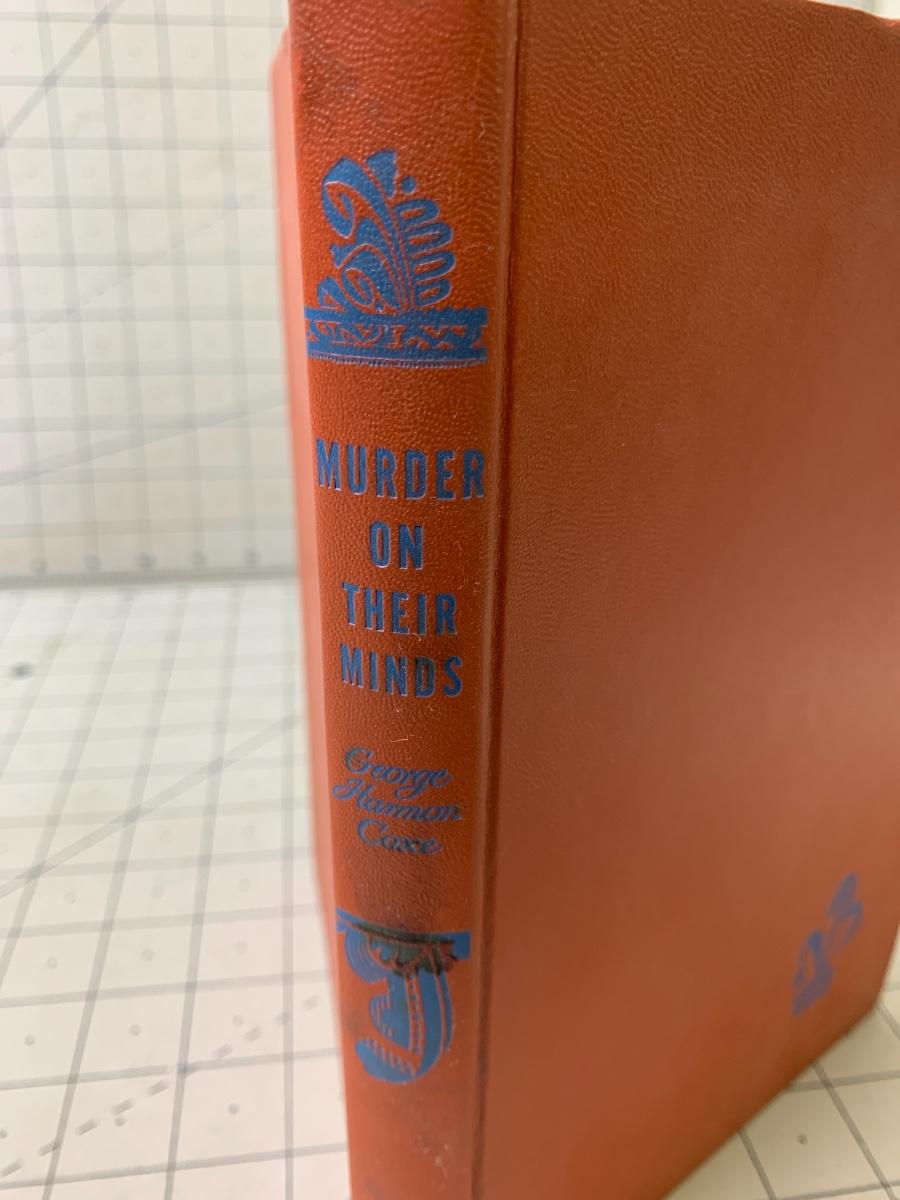 MURDER
ON
THEIR
MINDS
George
Harmon
Coxe